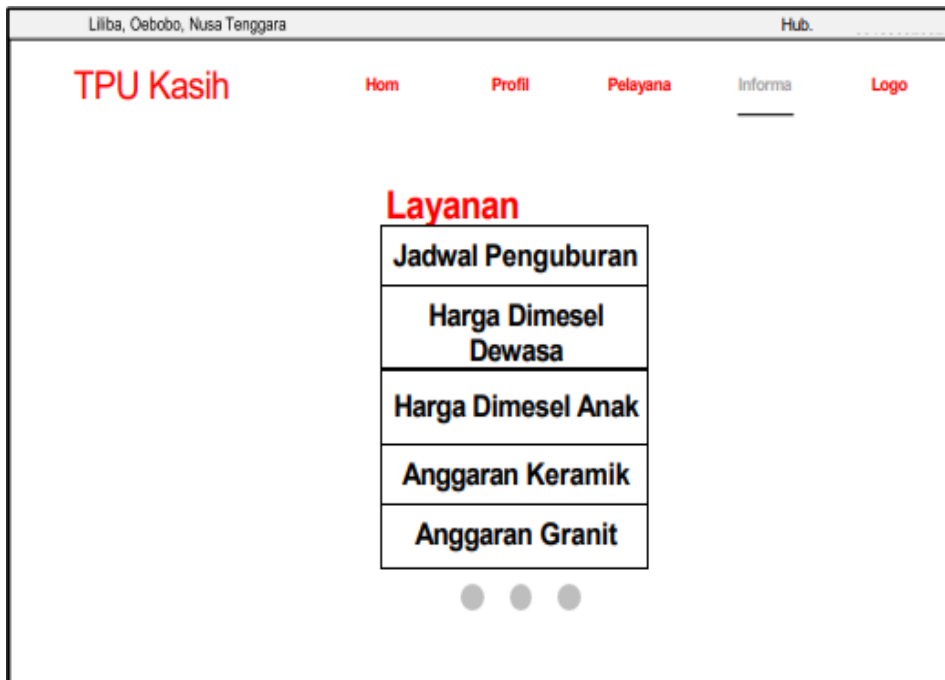 Liliba, Oebobo, Nusa Tenggara Hub.
TPU Kasih Hom Profil Pelayana Informa Logo
Layanan
Jadwal Penguburan
Harga Dimesel
Dewasa
Harga Dimesel Anak
Anggaran Keramik
Anggaran Granit